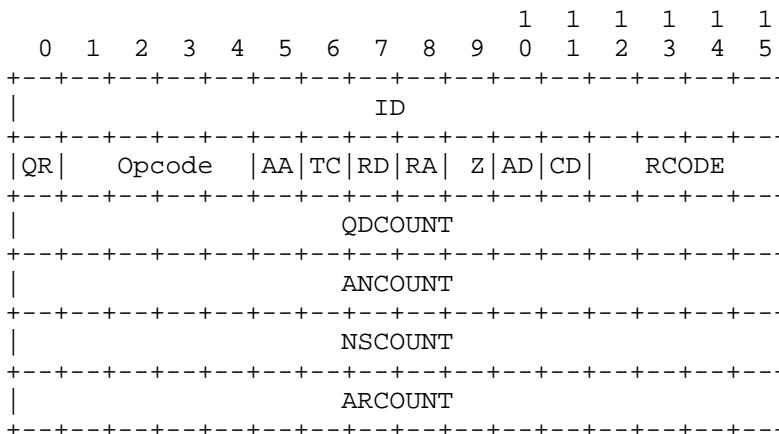 1 1 1 1 1 1
0 1 2 3 4 5 6 7 8 9 0 1 2 3 4 5
+--+--+--+--+--+--+--+--+--+--+--+--+--+--+--+--
| ID
+--+--+--+--+--+--+--+--+--+--+--+--+--+--+--+--
|QR| Opcode |AA|TC|RD|RA| Z|AD|CD| RCODE
+--+--+--+--+--+--+--+--+--+--+--+--+--+--+--+--
| QDCOUNT
+--+--+--+--+--+--+--+--+--+--+--+--+--+--+--+--
| ANCOUNT
+--+--+--+--+--+--+--+--+--+--+--+--+--+--+--+--
| NSCOUNT
+--+--+--+--+--+--+--+--+--+--+--+--+--+--+--+--
| ARCOUNT
+--+--+--+--+--+--+--+--+--+--+--+--+--+--+--+--